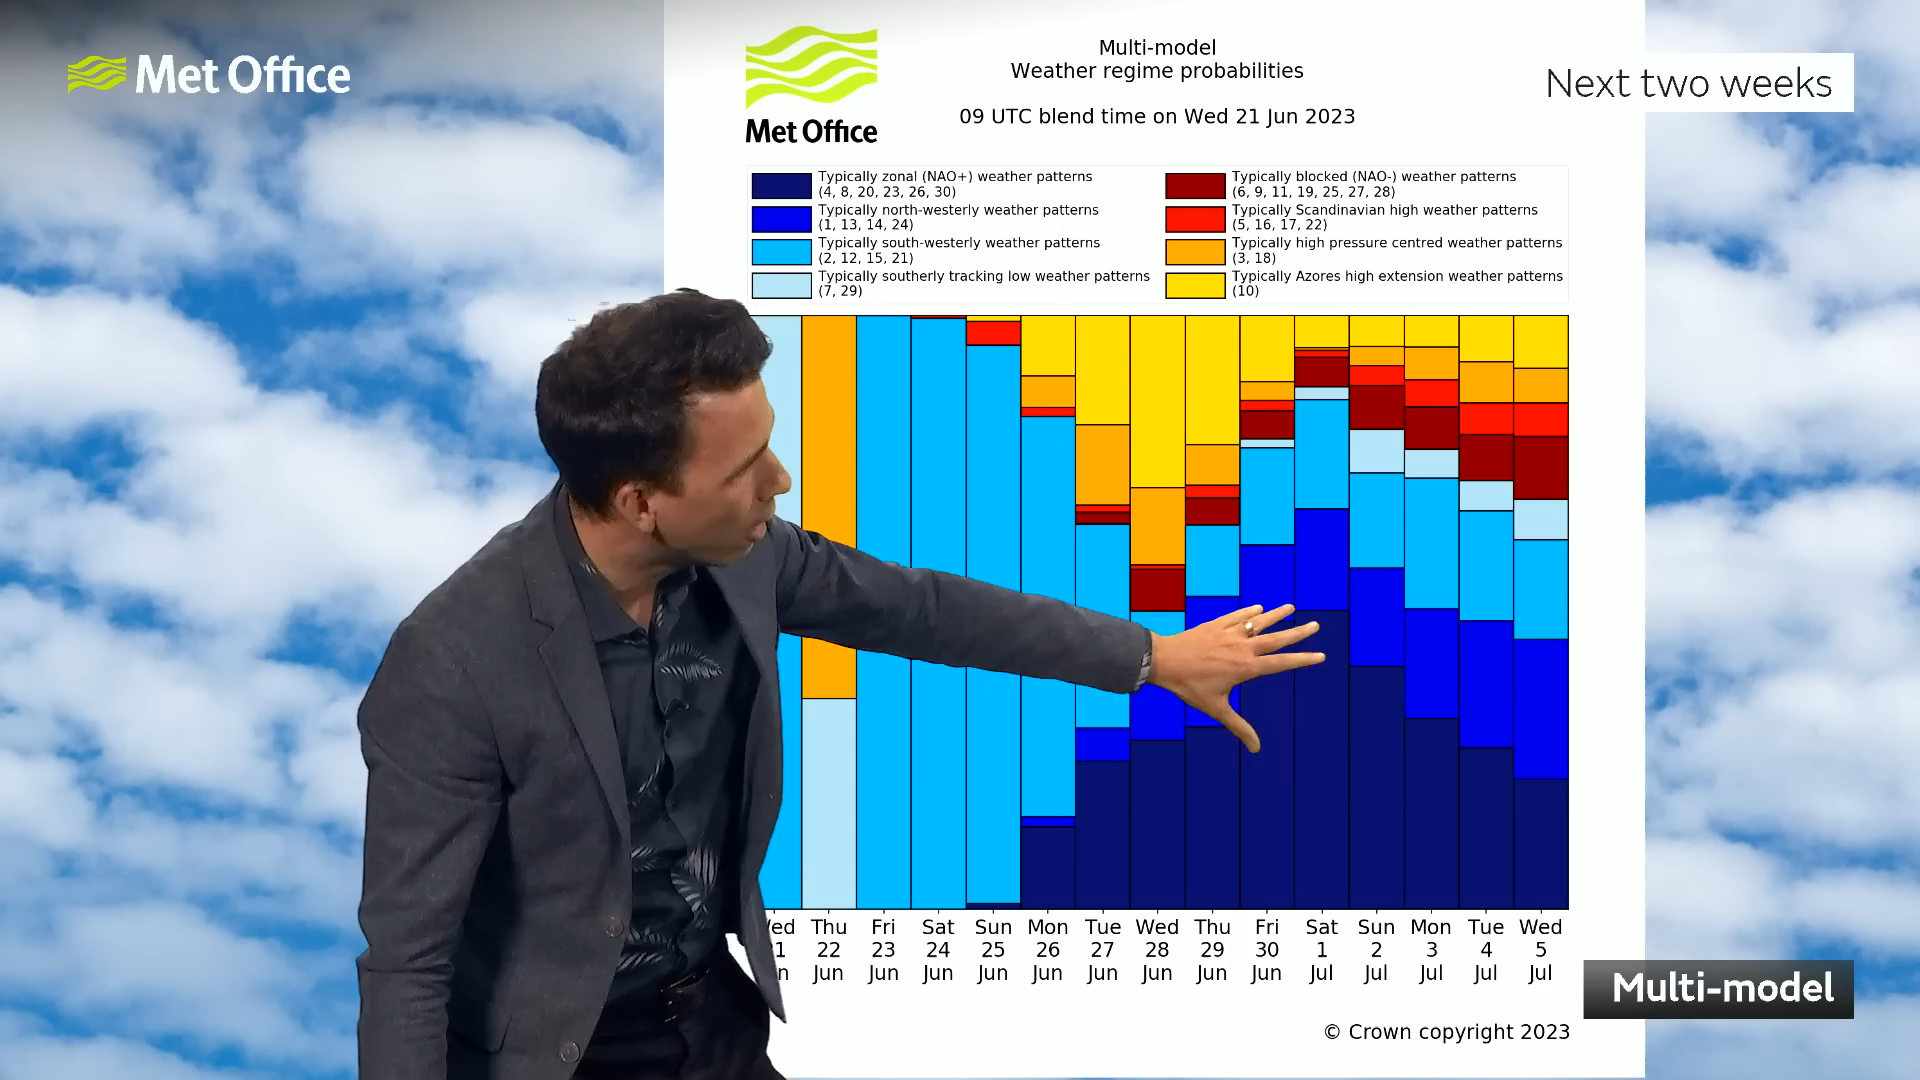 Met Office
Met Office
Multi-model
Weather regime probabilities
09 UTC blend time on Wed 21 Jun 2023
Next two weeks
Typically zonal (NAO+) weather patterns
(4, 8, 20, 23, 26, 30)
Typically north-westerly weather patterns
(1, 13, 14, 24)
Typically south-westerly weather patterns
(2, 12, 15, 21)
Typically southerly tracking low weather patterns
(7, 29)
Typically blocked (NAO-) weather patterns
(6, 9, 11, 19, 25, 27, 28)
Typically Scandinavian high weather patterns
(5, 16, 17, 22)
Typically high pressure centred weather patterns
(3, 18)
Typically Azores high extension weather patterns
(10)
Thu Fri Sat Sun Mon Tue Wed Thu Fri Sat Sun Mon Tue Wed
22 23 24 25 26 27 28 29 30 1 2 3 4 5
Jun Jun Jun Jun Jun Jun Jun Jun Jun Jul Jul Jul Jul Jul
Multi-model
© Crown copyright 2023